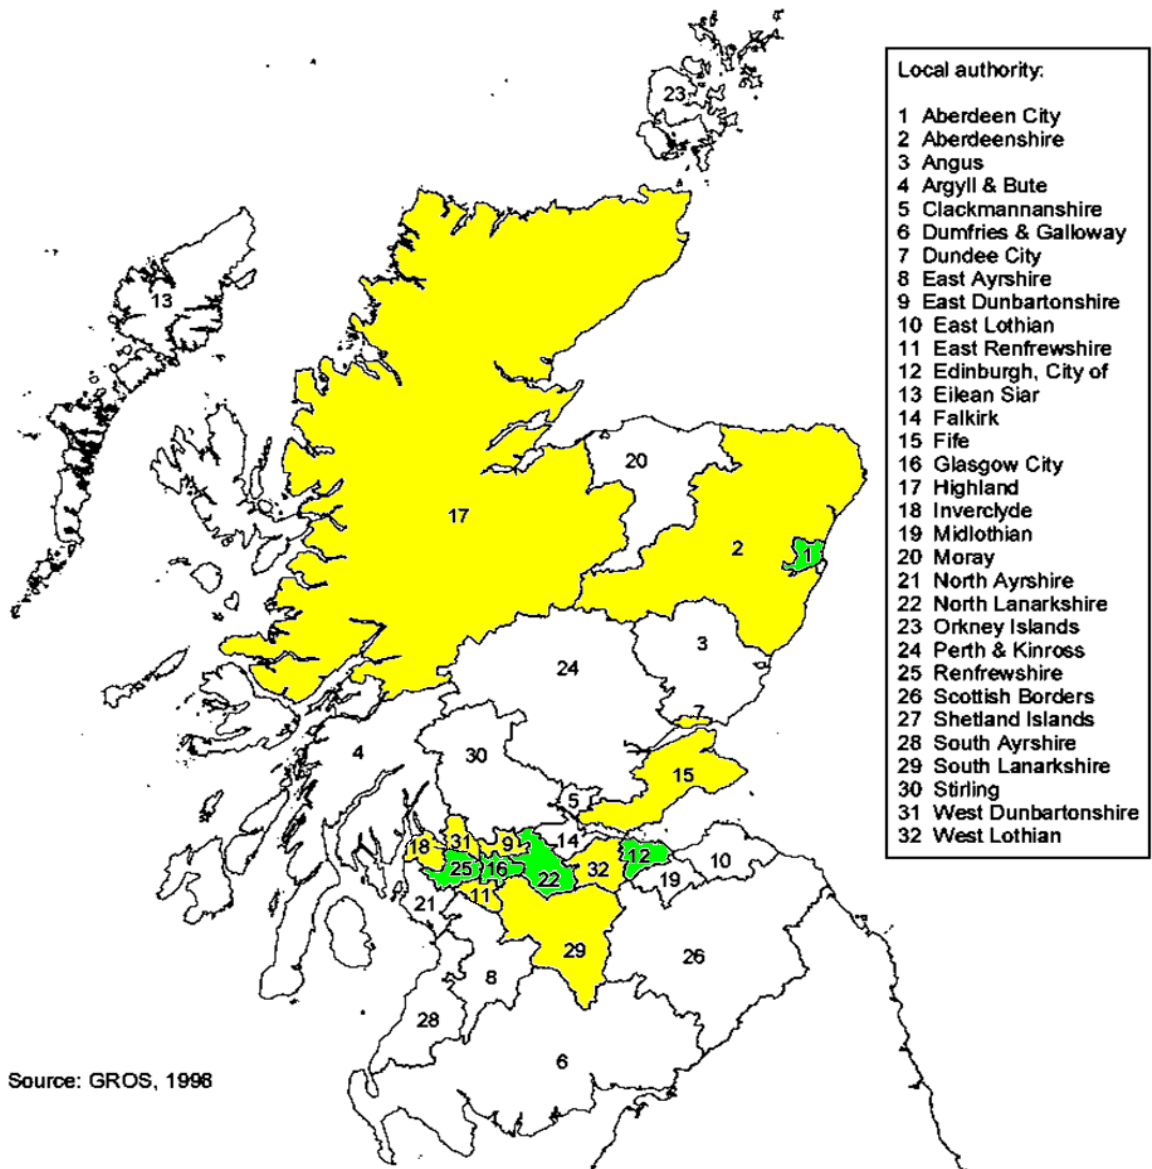 Local authority:
1 Aberdeen City
2 Aberdeenshire
3 Angus
4 Argyll & Bute
5 Clackmannanshire
6 Dumfries & Galloway
7 Dundee City
8 East Ayrshire
9 East Dunbartonshire
10 East Lothian
11 East Renfrewshire
12 Edinburgh, City of
13 Eilean Siar
14 Falkirk
15 Fife
16 Glasgow City
17 Highland
18 Inverclyde
19 Midlothian
20 Moray
21 North Ayrshire
22 North Lanarkshire
23 Orkney Islands
24 Perth & Kinross
25 Renfrewshire
26 Scottish Borders
27 Shetland Islands
28 South Ayrshire
29 South Lanarkshire
30 Stirling
31 West Dunbartonshire
32 West Lothian
23
13
20
17
2
1
3
24
7
4
30
15
5
14
18
31
9
12
10
25
16
22
32
19
11
21
29
26
8
28
6
Source: GROS, 1998